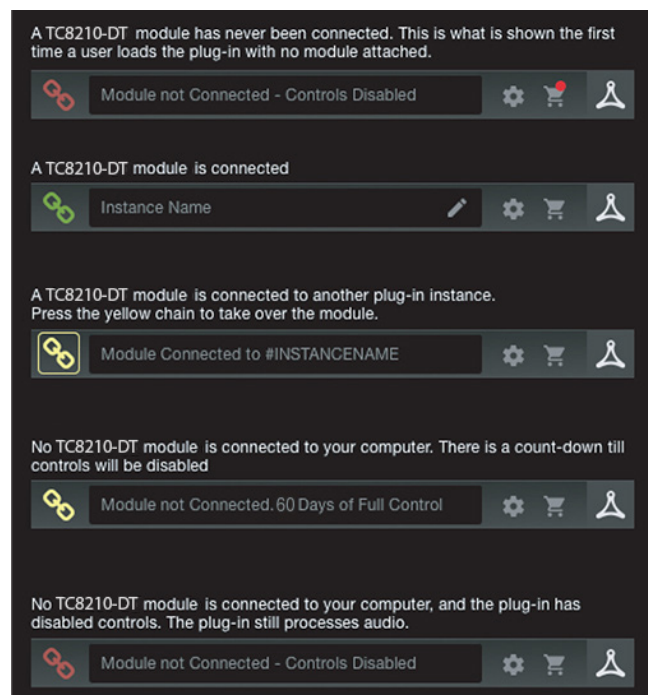 A TC8210-DT module has never been connected. This is what is shown the first
time a user loads the plug-in with no module attached.
Module not Connected - Controls Disabled
A TC8210-DT module is connected
Instance Name
A TC8210-DT module is connected to another plug-in instance.
Press the yellow chain to take over the module.
Module Connected to #INSTANCENAME
No TC8210-DT module is connected to your computer. There is a count-down till
controls will be disabled
Module not Connected. 60 Days of Full Control
No TC8210-DT module is connected to your computer, and the plug-in has
disabled controls. The plug-in still processes audio.
Module not Connected - Controls Disabled